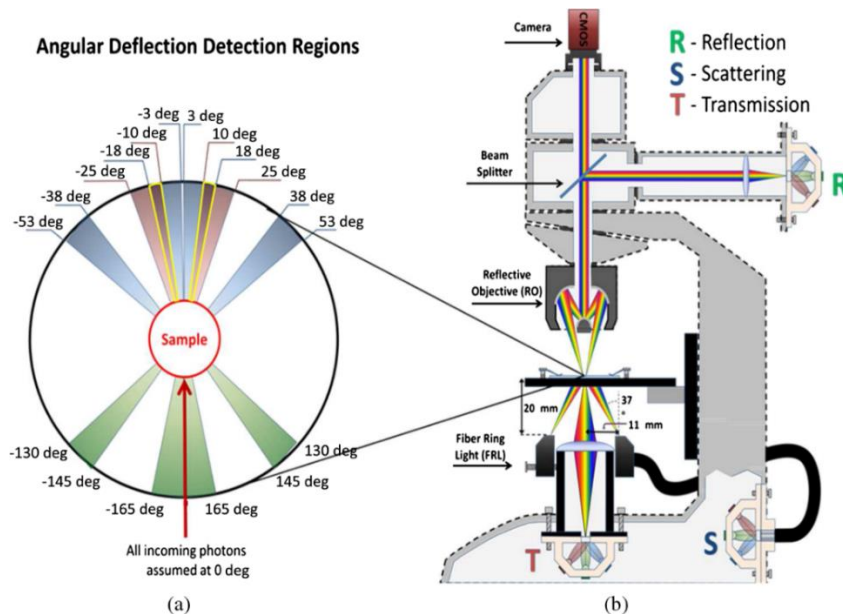 Angular Deflection Detection Regions
-3 deg
3 deg
-10 deg
10 deg
-18 deg
18 deg
-25 deg
25 deg
-38 deg
38 deg
-53 deg
53 deg
Sample
-130 deg
130 deg
-145 deg
145 deg
-165 deg
165 deg
All incoming photons
assumed at 0 deg
(a)
Camera
CMOS
R - Reflection
S - Scattering
T - Transmission
Beam
Splitter
R
Reflective
Objective (RO)
20 mm
37
°
11 mm
Fiber Ring
Light (FRL)
T
S
(b)